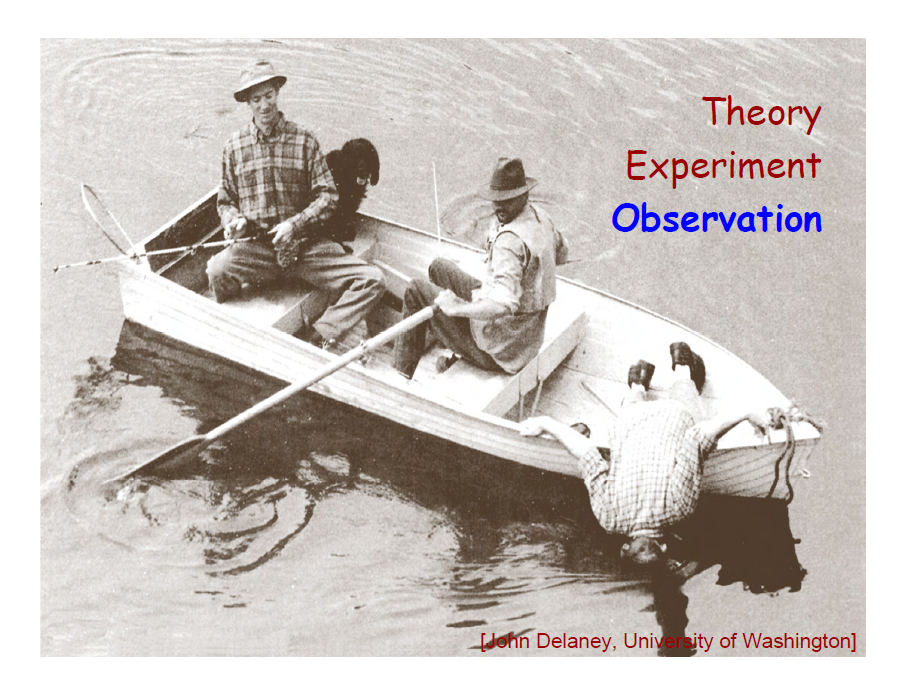 Theory
Experiment
Observation
[John Delaney, University of Washington]